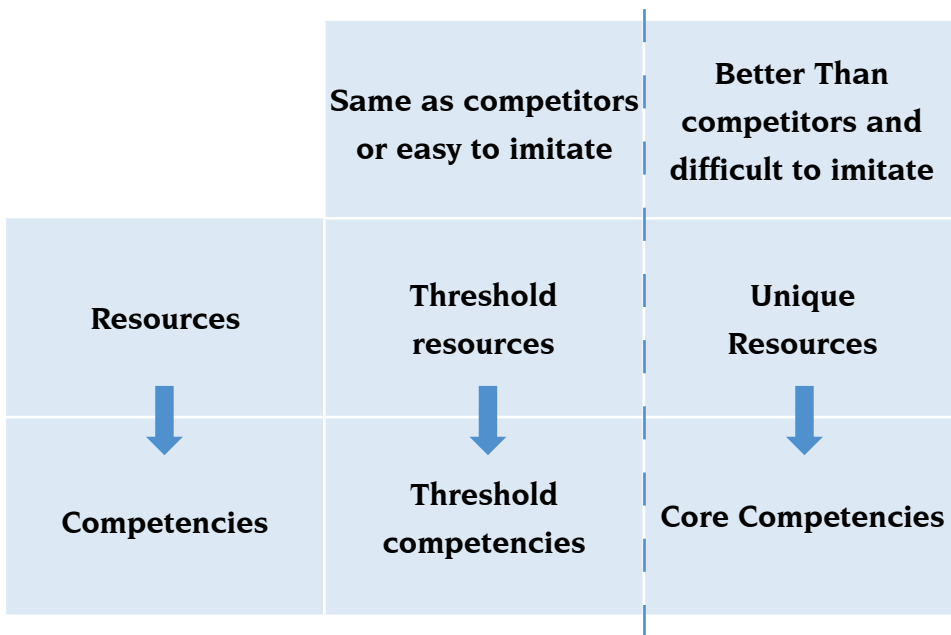 Same as competitors
or easy to imitate
Better Than
competitors and
difficult to imitate
Resources
Threshold
resources
Unique
Resources
Competencies
Threshold
competencies
Core Competencies